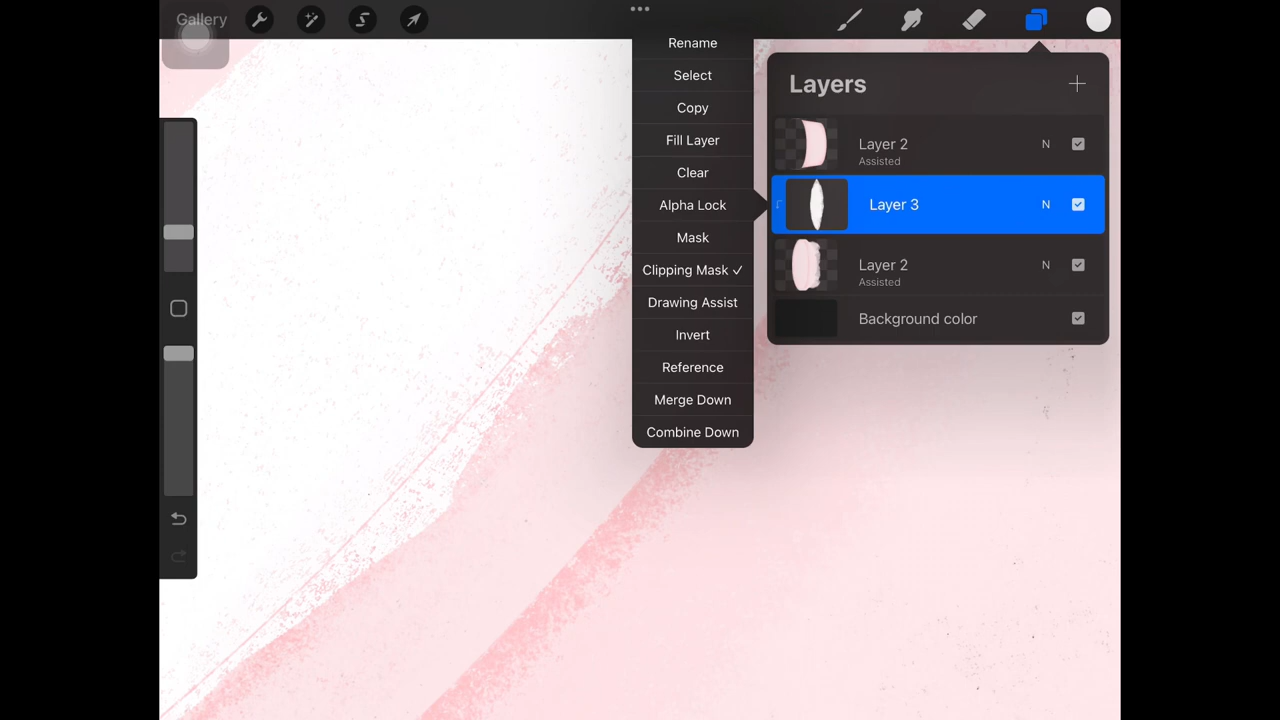 Gallery
Rename
Select
Copy
Fill Layer
Clear
Alpha Lock
Mask
Clipping Mask ✓
Drawing Assist
Invert
Reference
Merge Down
Combine Down
Layers
Layer 2 N
Assisted
Layer 3 N
Layer 2 N
Assisted
Background color